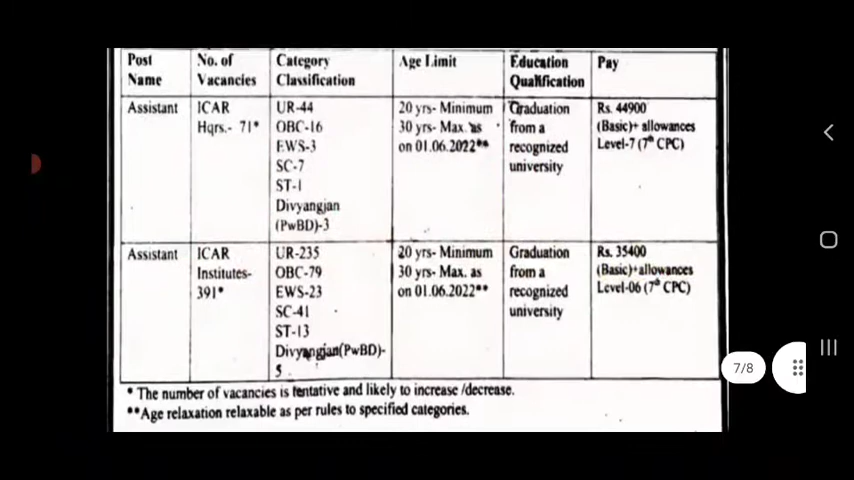 Post Name
No. of Vacancies
Category Classification
Age Limit
Education Qualification
Pay
Assistant
ICAR
Hqrs.- 71*
UR-44
OBC-16
EWS-3
SC-7
ST-1
Divyangjan
(PwBD)-3
20 yrs- Minimum
30 yrs- Max. as
on 01.06.2022**
Graduation
from a
recognized
university
Rs. 44900
(Basic)+ allowances
Level-7 (7th CPC)
Assistant
ICAR
Institutes-
391*
UR-235
OBC-79
EWS-23
SC-41
ST-13
Divyangjan(PwBD)-
5
20 yrs- Minimum
30 yrs- Max. as
on 01.06.2022**
Graduation
from a
recognized
university
Rs. 35400
(Basic)+allowances
Level-06 (7th CPC)
* The number of vacancies is tentative and likely to increase /decrease.
**Age relaxation relaxable as per rules to specified categories.
7/8